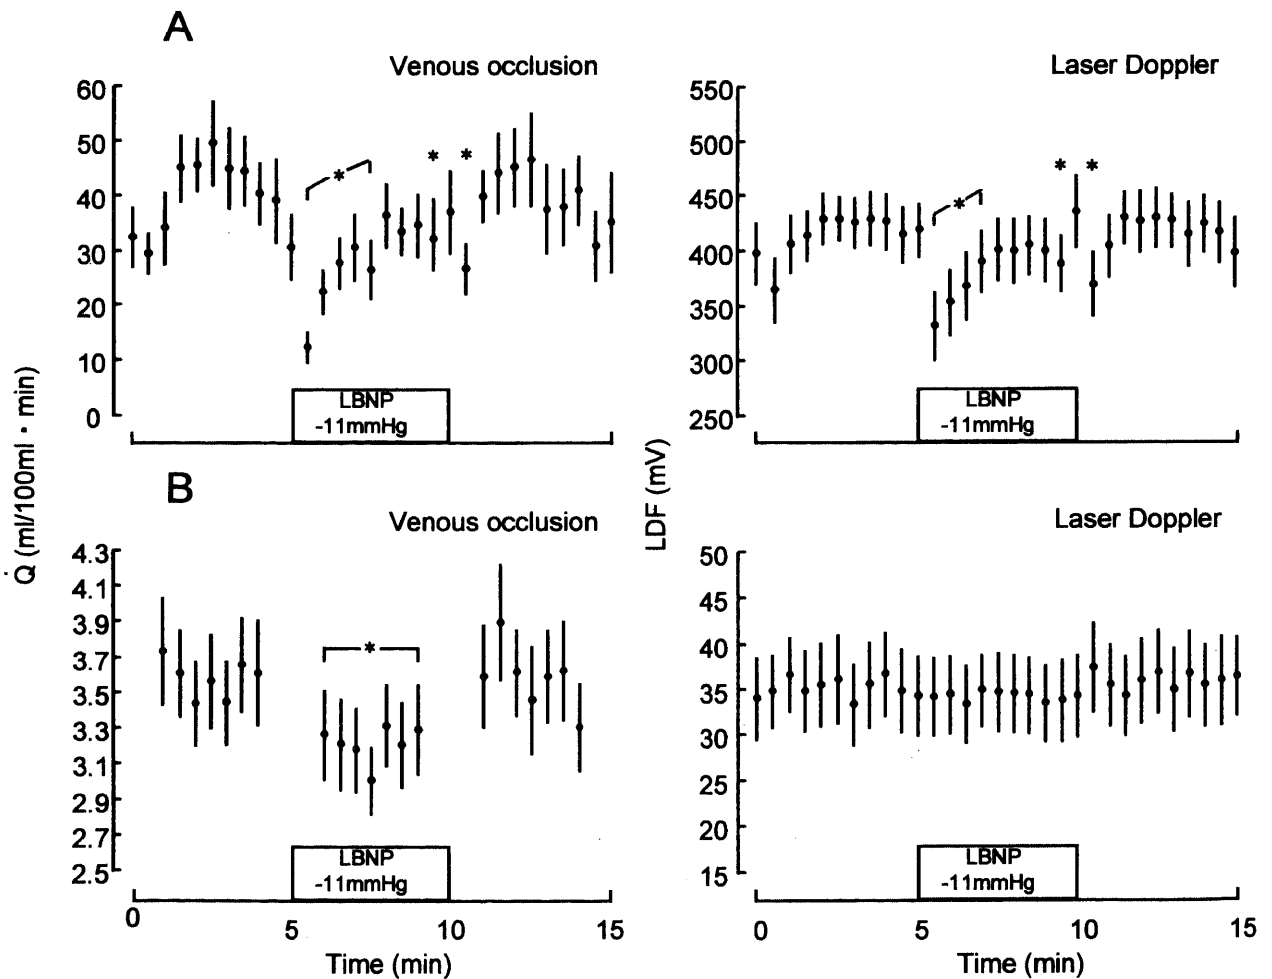 A
Venous occlusion
Laser Doppler
60
50
40
30
20
10
0
* * *
LBNP
-11mmHg
550
500
450
400
350
300
250
* * *
LBNP
-11mmHg
Q̇ (ml/100ml · min)
LDF (mV)
B
Venous occlusion
Laser Doppler
4.3
4.1
3.9
3.7
3.5
3.3
3.1
2.9
2.7
2.5
*
LBNP
-11mmHg
0 5 10 15
Time (min)
50
45
40
35
30
25
20
15
LBNP
-11mmHg
0 5 10 15
Time (min)